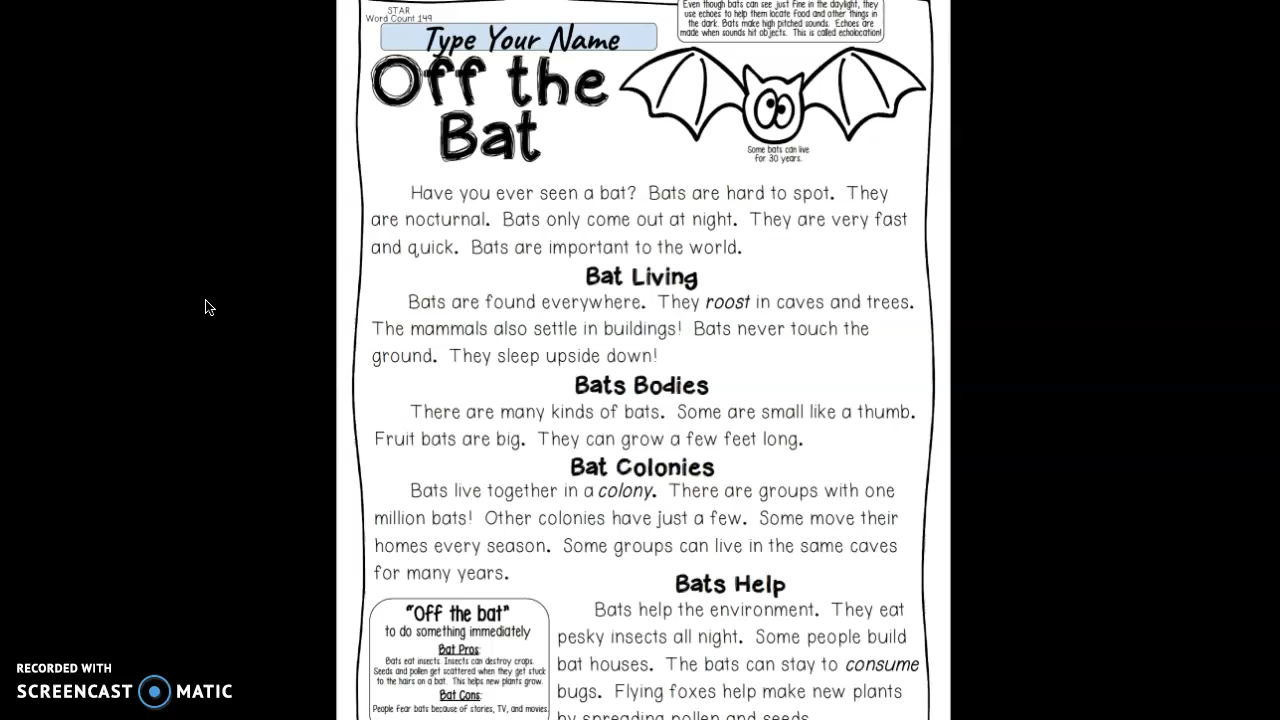 STAR
Word Count 149
Even though bats can see just fine in the daylight, they
use echoes to help them locate food and other things in
the dark. Bats make high pitched sounds. Echoes are
made when sounds hit objects. This is called echolocation!
Type Your Name
Off the
Bat
Some bats can live
for 30 years.
Have you ever seen a bat? Bats are hard to spot. They
are nocturnal. Bats only come out at night. They are very fast
and quick. Bats are important to the world.
Bat Living
Bats are found everywhere. They roost in caves and trees.
The mammals also settle in buildings! Bats never touch the
ground. They sleep upside down!
Bats Bodies
There are many kinds of bats. Some are small like a thumb.
Fruit bats are big. They can grow a few feet long.
Bat Colonies
Bats live together in a colony. There are groups with one
million bats! Other colonies have just a few. Some move their
homes every season. Some groups can live in the same caves
for many years.
Bats Help
Bats help the environment. They eat
pesky insects all night. Some people build
bat houses. The bats can stay to consume
bugs. Flying foxes help make new plants
by spreading pollen and seeds.
"Off the bat"
to do something immediately
Bat Pros:
Bats eat insects. Insects can destroy crops.
Seeds and pollen get scattered when they get stuck
to the hairs on a bat. This helps new plants grow.
Bat Cons:
People fear bats because of stories, TV, and movies.
RECORDED WITH
SCREENCAST MATIC